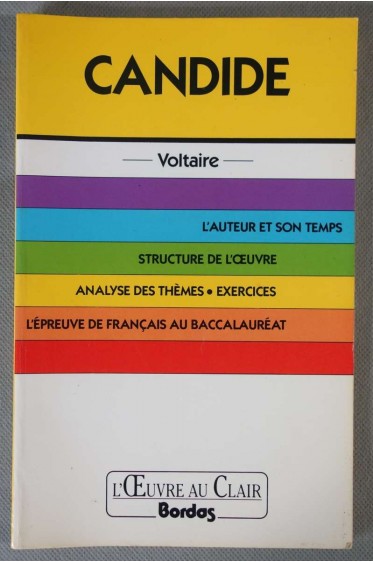 CANDIDE
Voltaire
L'AUTEUR ET SON TEMPS
STRUCTURE DE L'ŒUVRE
ANALYSE DES THÈMES • EXERCICES
L'ÉPREUVE DE FRANÇAIS AU BACCALAURÉAT
L'ŒUVRE AU CLAIR
Bordas